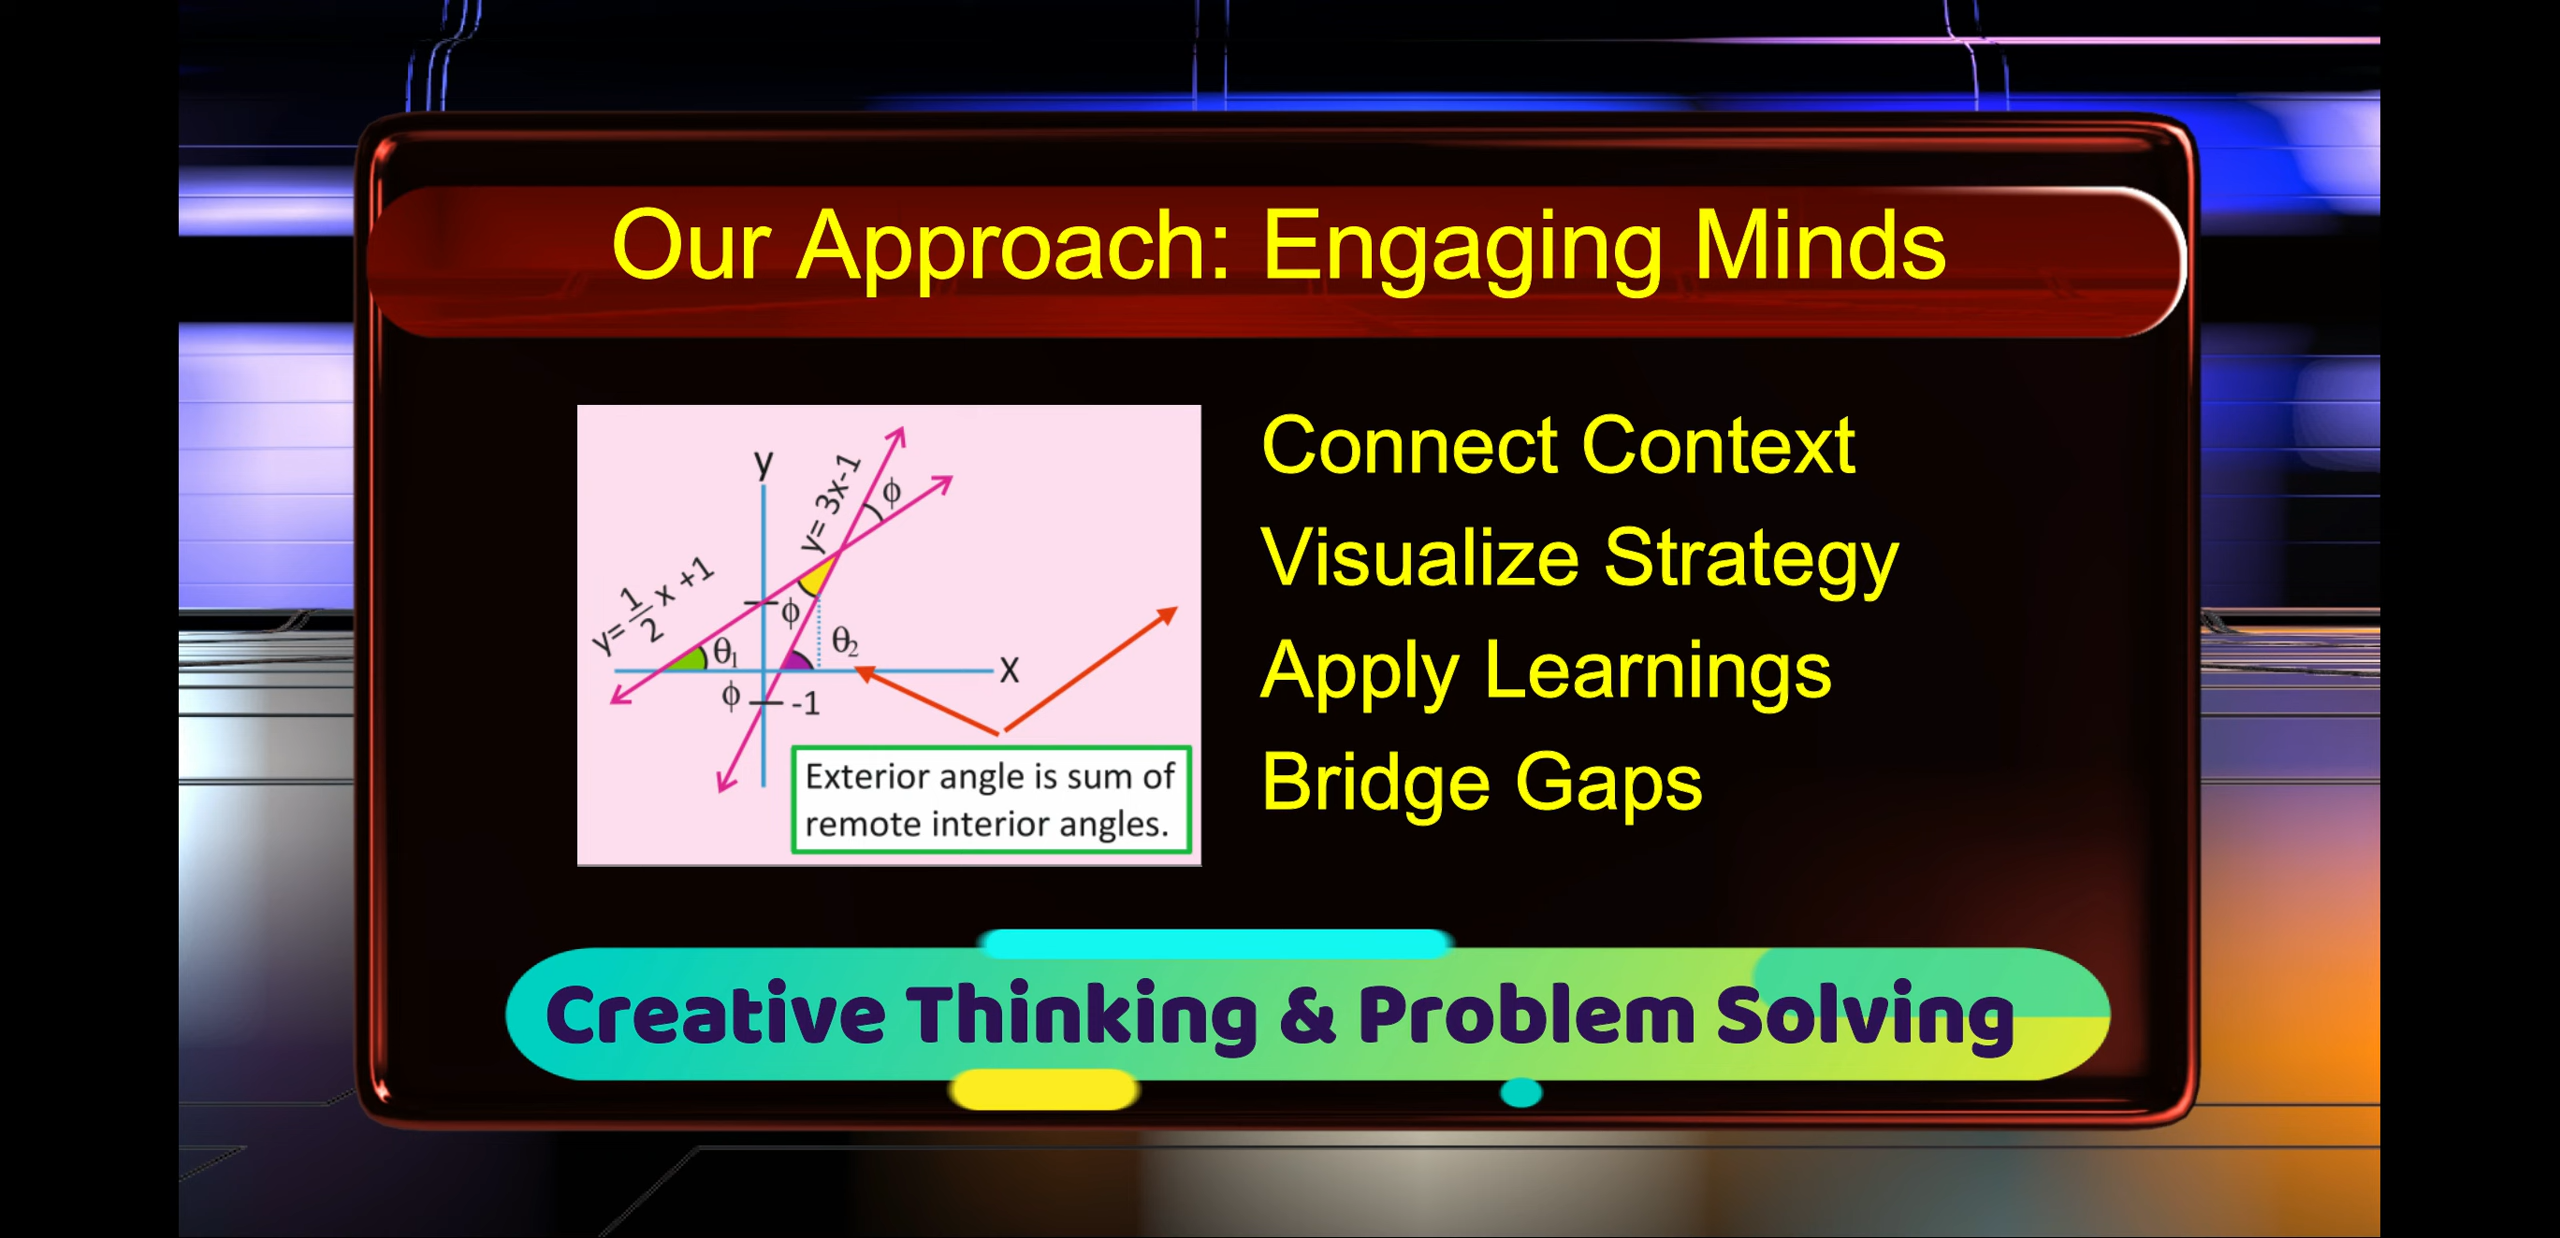 Our Approach: Engaging Minds
y
y= 3x-1
ϕ
y= 1/2 x +1
ϕ
θ₁
θ₂
x
ϕ
-1
Exterior angle is sum of
remote interior angles.
Connect Context
Visualize Strategy
Apply Learnings
Bridge Gaps
Creative Thinking & Problem Solving